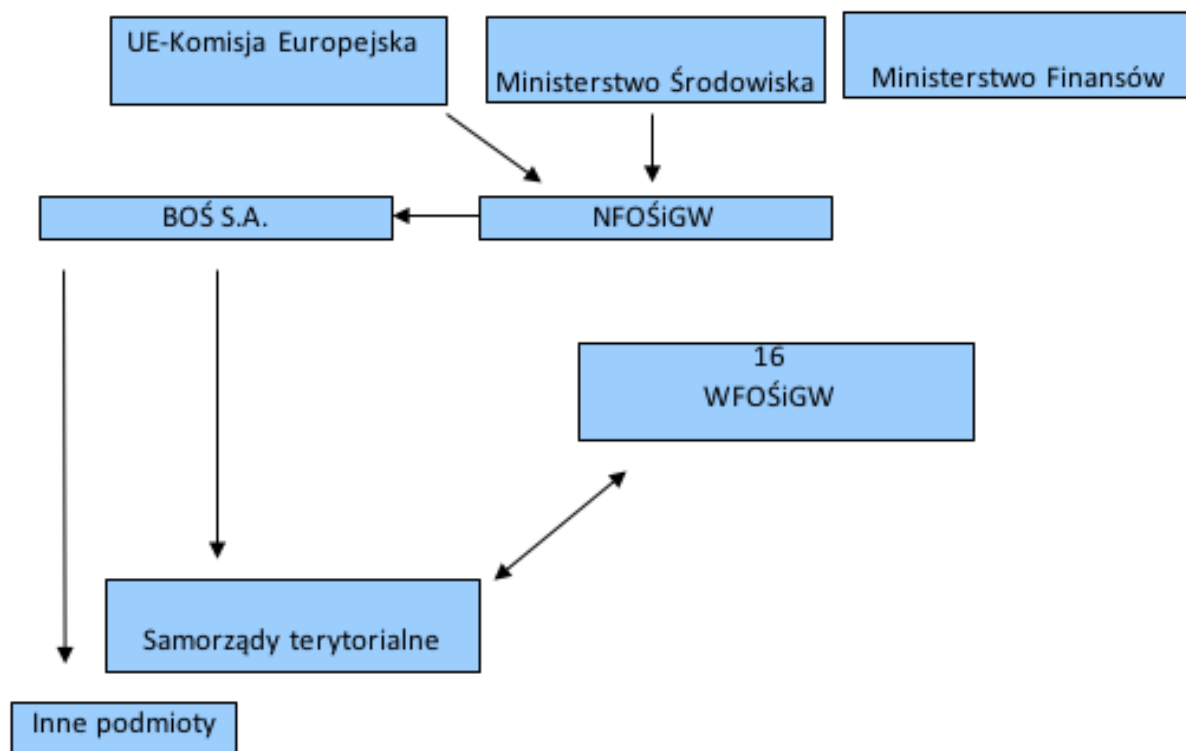 UE-Komisja Europejska
Ministerstwo Środowiska
Ministerstwo Finansów
BOŚ S.A.
NFOŚiGW
16
WFOŚiGW
Samorządy terytorialne
Inne podmioty